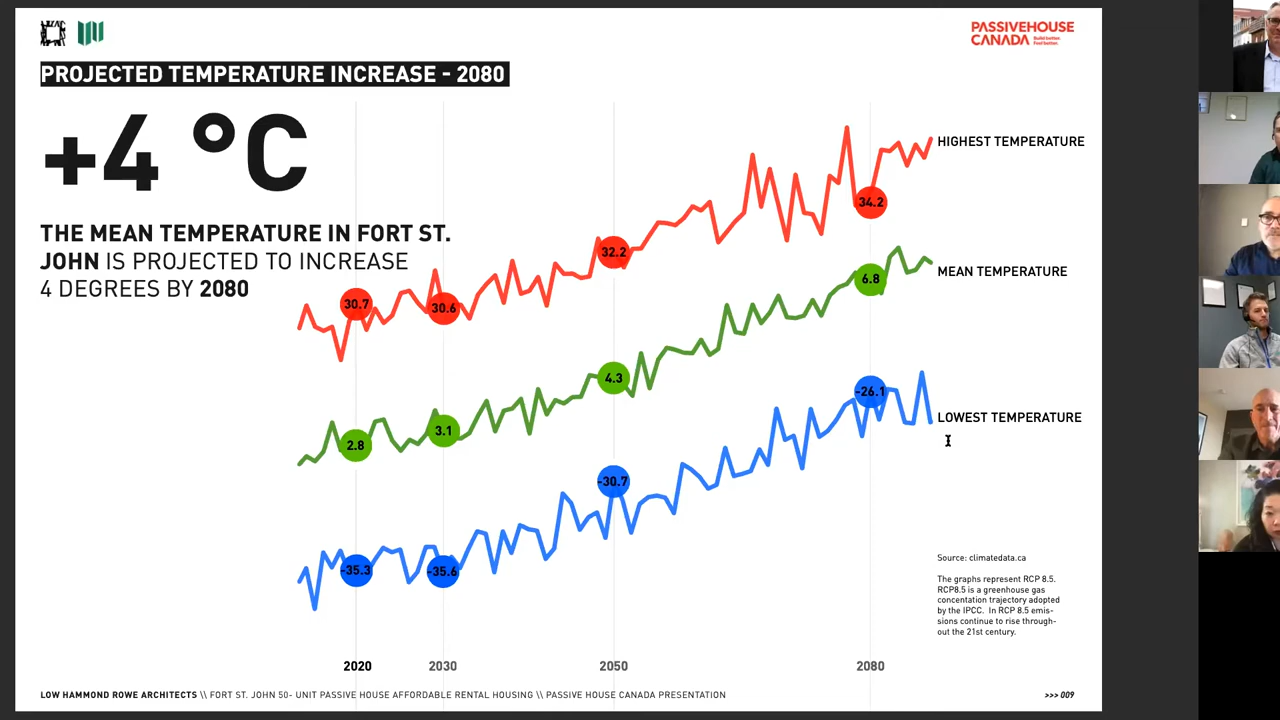 PASSIVEHOUSE
CANADA Build better. Feel better.
PROJECTED TEMPERATURE INCREASE - 2080
+4 °C
THE MEAN TEMPERATURE IN FORT ST.
JOHN IS PROJECTED TO INCREASE
4 DEGREES BY 2080
HIGHEST TEMPERATURE
34.2
32.2
30.7
30.6
MEAN TEMPERATURE
6.8
4.3
3.1
2.8
-26.1
LOWEST TEMPERATURE
-30.7
-35.3
-35.6
Source: climatedata.ca
The graphs represent RCP 8.5.
RCP8.5 is a greenhouse gas
concentation trajectory adopted
by the IPCC. In RCP 8.5 emis-
sions continue to rise through-
out the 21st century.
2020 2030 2050 2080
LOW HAMMOND ROWE ARCHITECTS \\ FORT ST. JOHN 50- UNIT PASSIVE HOUSE AFFORDABLE RENTAL HOUSING \\ PASSIVE HOUSE CANADA PRESENTATION
>>> 009